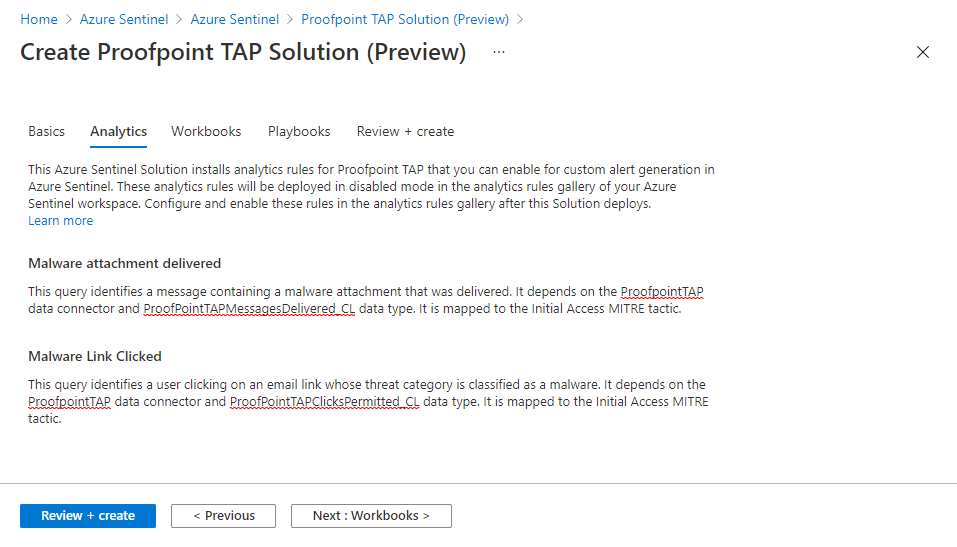 Home > Azure Sentinel > Azure Sentinel > Proofpoint TAP Solution (Preview) >
Create Proofpoint TAP Solution (Preview) ...
Basics Analytics Workbooks Playbooks Review + create
This Azure Sentinel Solution installs analytics rules for Proofpoint TAP that you can enable for custom alert generation in
Azure Sentinel. These analytics rules will be deployed in disabled mode in the analytics rules gallery of your Azure
Sentinel workspace. Configure and enable these rules in the analytics rules gallery after this Solution deploys.
Learn more
Malware attachment delivered
This query identifies a message containing a malware attachment that was delivered. It depends on the ProofpointTAP
data connector and ProofPointTAPMessagesDelivered_CL data type. It is mapped to the Initial Access MITRE tactic.
Malware Link Clicked
This query identifies a user clicking on an email link whose threat category is classified as a malware. It depends on the
ProofpointTAP data connector and ProofPointTAPClicksPermitted_CL data type. It is mapped to the Initial Access MITRE
tactic.
Review + create < Previous Next : Workbooks >